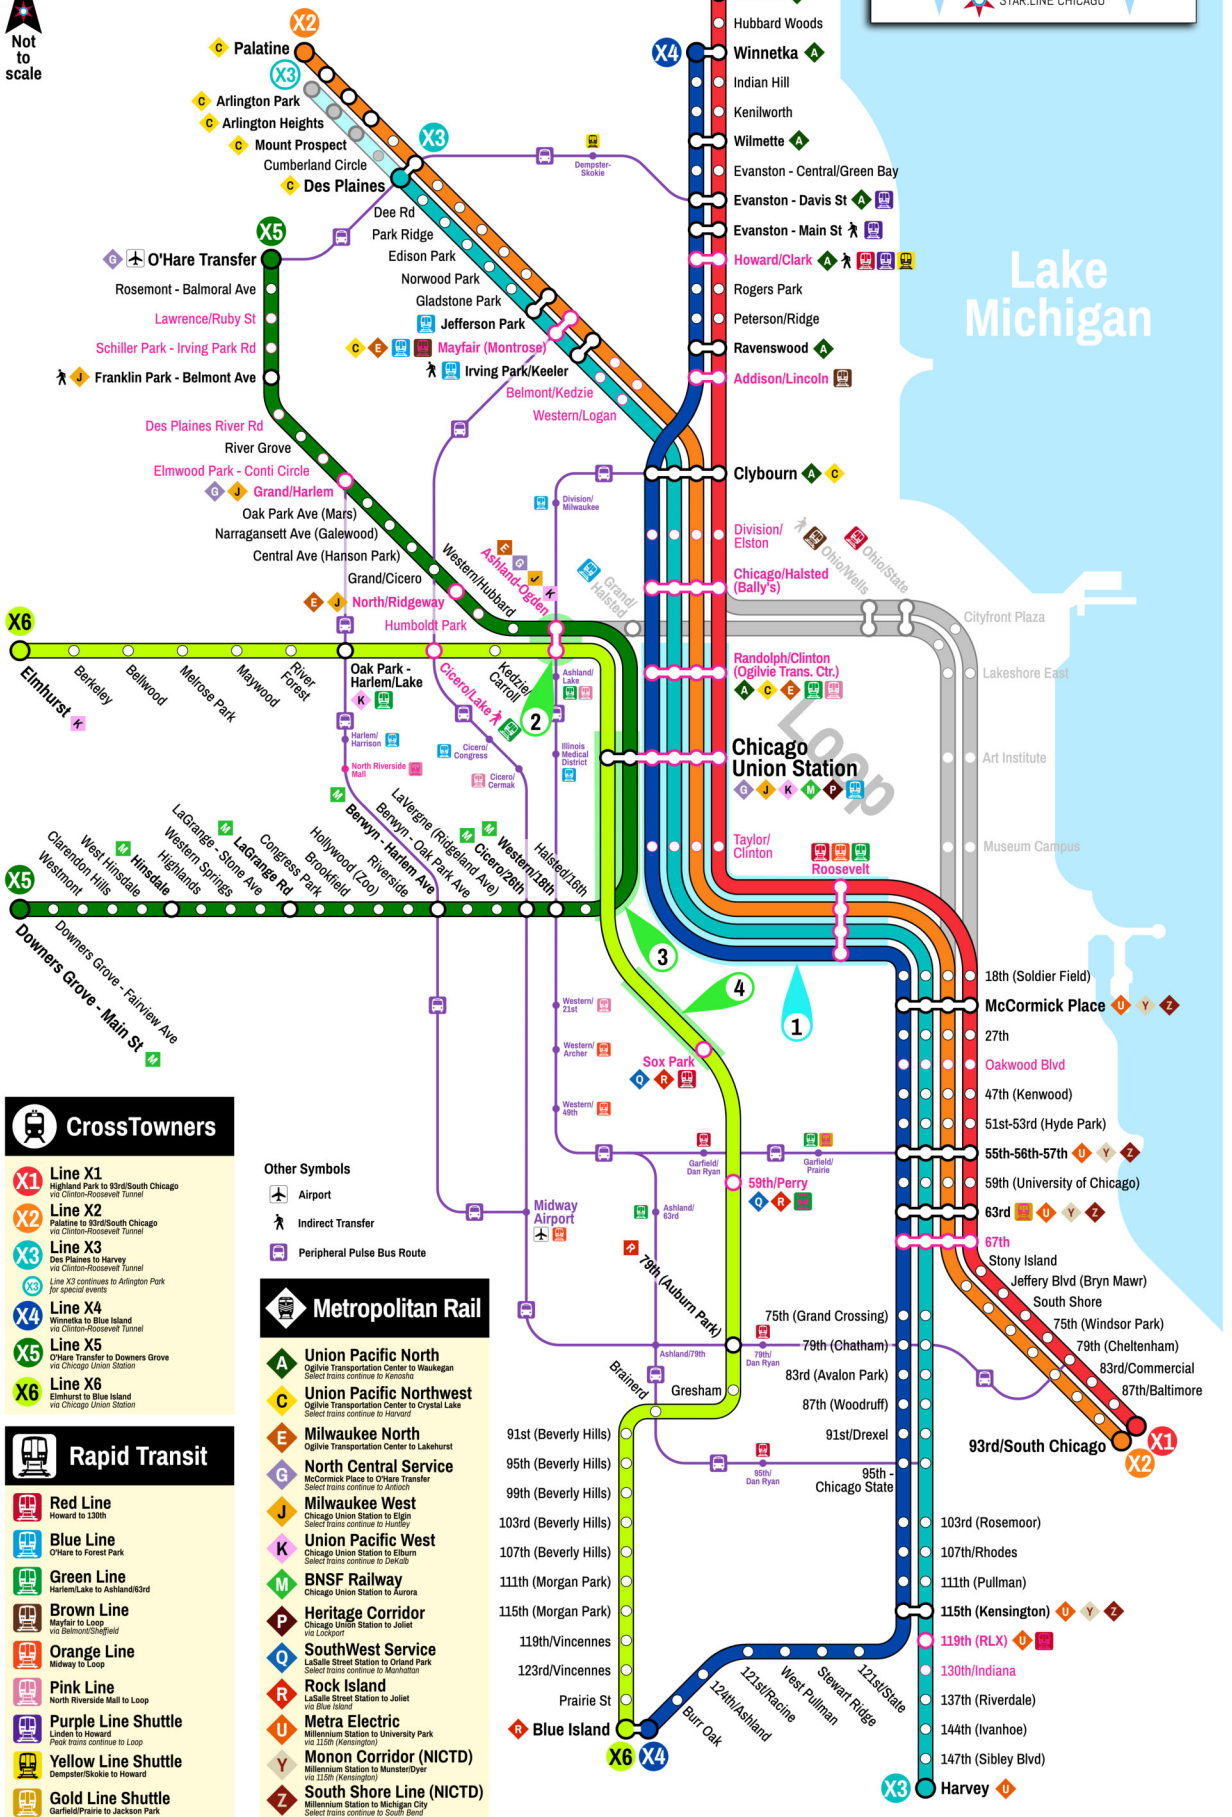 Not
to
scale
STAR:LINE CHICAGO
X2
C Palatine
X3
C Arlington Park
C Arlington Heights
C Mount Prospect
Cumberland Circle
C Des Plaines
X3
Dempster-
Skokie
Dee Rd
Park Ridge
Edison Park
Norwood Park
Gladstone Park
Jefferson Park
C E Mayfair (Montrose)
Irving Park/Keeler
Belmont/Kedzie
Western/Logan
X5
G O'Hare Transfer
Rosemont - Balmoral Ave
Lawrence/Ruby St
Schiller Park - Irving Park Rd
J Franklin Park - Belmont Ave
Des Plaines River Rd
River Grove
Elmwood Park - Conti Circle
G J Grand/Harlem
Oak Park Ave (Mars)
Narragansett Ave (Galewood)
Central Ave (Hanson Park)
Grand/Cicero
E J North/Ridgeway
Humboldt Park
Western/Hubbard
Ashland-Ogden
E
G
J
K
Hubbard Woods
X4
Winnetka A
Indian Hill
Kenilworth
Wilmette A
Evanston - Central/Green Bay
Evanston - Davis St A
Evanston - Main St
Howard/Clark A
Rogers Park
Peterson/Ridge
Ravenswood A
Addison/Lincoln
Clybourn A C
Lake
Michigan
Division/
Milwaukee
Division/
Elston
Chicago/Halsted
(Bally's)
Grand/
Halsted
Ohio/Wells
Ohio/State
Cityfront Plaza
Randolph/Clinton
(Ogilvie Trans. Ctr.)
A C E
Lakeshore East
Loop
Chicago
Union Station
G J K M P
Art Institute
Taylor/
Clinton
Roosevelt
Museum Campus
X6
Elmhurst K
Berkeley
Bellwood
Melrose Park
Maywood
River
Forest
Oak Park -
Harlem/Lake
K
Cicero/Lake
Kedzie/
Carroll
2
Ashland/
Lake
Harlem/
Harrison
North Riverside
Mall
Cicero/
Congress
Cicero/
Cermak
Illinois
Medical
District
X5
Downers Grove - Main St M
Downers Grove - Fairview Ave
Westmont
Clarendon Hills
West Hinsdale
M Hinsdale
Highlands
Western Springs
LaGrange - Stone Ave
M LaGrange Rd
Congress Park
Brookfield
Hollywood (Zoo)
Riverside
M Berwyn - Harlem Ave
Berwyn - Oak Park Ave
LaVergne (Ridgeland Ave)
M Cicero/26th
M Western/18th
Halsted/16th
3
4
1
Western/
21st
Western/
Archer
Western/
49th
Sox Park
Q R
Garfield/
Dan Ryan
Garfield/
Prairie
59th/Perry
Q R
Ashland/
63rd
Midway
Airport
R 79th (Auburn Park)
Ashland/79th
79th/
Dan Ryan
Brainerd
Gresham
91st (Beverly Hills)
95th (Beverly Hills)
99th (Beverly Hills)
103rd (Beverly Hills)
107th (Beverly Hills)
111th (Morgan Park)
115th (Morgan Park)
119th/Vincennes
123rd/Vincennes
Prairie St
R Blue Island
X6 X4
Burr Oak
124th/Ashland
121st/Racine
West Pullman
Stewart Ridge
121st/State
95th/
Dan Ryan
18th (Soldier Field)
McCormick Place U Y Z
27th
Oakwood Blvd
47th (Kenwood)
51st-53rd (Hyde Park)
55th-56th-57th U Y Z
59th (University of Chicago)
63rd U Y Z
67th
Stony Island
Jeffery Blvd (Bryn Mawr)
South Shore
75th (Windsor Park)
79th (Cheltenham)
83rd/Commercial
87th/Baltimore
93rd/South Chicago
X1
X2
75th (Grand Crossing)
79th (Chatham)
83rd (Avalon Park)
87th (Woodruff)
91st/Drexel
95th -
Chicago State
103rd (Rosemoor)
107th/Rhodes
111th (Pullman)
115th (Kensington) U Y Z
119th (RLX) U
130th/Indiana
137th (Riverdale)
144th (Ivanhoe)
147th (Sibley Blvd)
X3 Harvey U
CrossTowners
X1 Line X1
Highland Park to 93rd/South Chicago
via Clinton-Roosevelt Tunnel
X2 Line X2
Palatine to 93rd/South Chicago
via Clinton-Roosevelt Tunnel
X3 Line X3
Des Plaines to Harvey
via Clinton-Roosevelt Tunnel
X3 Line X3 continues to Arlington Park
for special events
X4 Line X4
Winnetka to Blue Island
via Clinton-Roosevelt Tunnel
X5 Line X5
O'Hare Transfer to Downers Grove
via Chicago Union Station
X6 Line X6
Elmhurst to Blue Island
via Chicago Union Station
Rapid Transit
Red Line
Howard to 130th
Blue Line
O'Hare to Forest Park
Green Line
Harlem/Lake to Ashland/63rd
Brown Line
Mayfair to Loop
via Belmont/Sheffield
Orange Line
Midway to Loop
Pink Line
North Riverside Mall to Loop
Purple Line Shuttle
Linden to Howard
Peak trains continue to Loop
Yellow Line Shuttle
Dempster/Skokie to Howard
Gold Line Shuttle
Garfield/Prairie to Jackson Park
Other Symbols
Airport
Indirect Transfer
Peripheral Pulse Bus Route
Metropolitan Rail
A Union Pacific North
Ogilvie Transportation Center to Waukegan
Select trains continue to Kenosha
C Union Pacific Northwest
Ogilvie Transportation Center to Crystal Lake
Select trains continue to Harvard
E Milwaukee North
Ogilvie Transportation Center to Lakehurst
G North Central Service
McCormick Place to O'Hare Transfer
Select trains continue to Antioch
J Milwaukee West
Chicago Union Station to Elgin
Select trains continue to Huntley
K Union Pacific West
Chicago Union Station to Elburn
Select trains continue to DeKalb
M BNSF Railway
Chicago Union Station to Aurora
P Heritage Corridor
Chicago Union Station to Joliet
via Lockport
Q SouthWest Service
LaSalle Street Station to Orland Park
Select trains continue to Manhattan
R Rock Island
LaSalle Street Station to Joliet
via Blue Island
U Metra Electric
Millennium Station to University Park
via 115th (Kensington)
Y Monon Corridor (NICTD)
Millennium Station to Munster/Dyer
via 115th (Kensington)
Z South Shore Line (NICTD)
Millennium Station to Michigan City
Select trains continue to South Bend